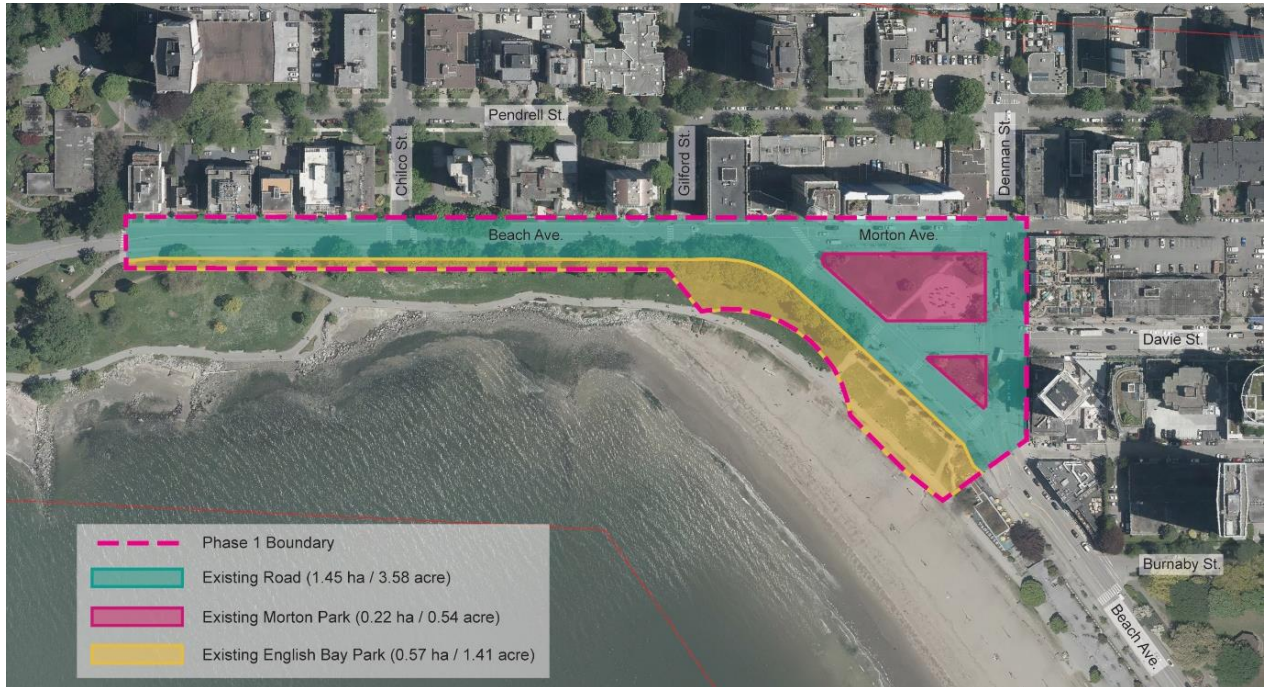 Pendrell St.
Chilco St
Gilford St.
Denman St.
Beach Ave.
Morton Ave.
Davie St.
Burnaby St.
Beach Ave.
Phase 1 Boundary
Existing Road (1.45 ha / 3.58 acre)
Existing Morton Park (0.22 ha / 0.54 acre)
Existing English Bay Park (0.57 ha / 1.41 acre)